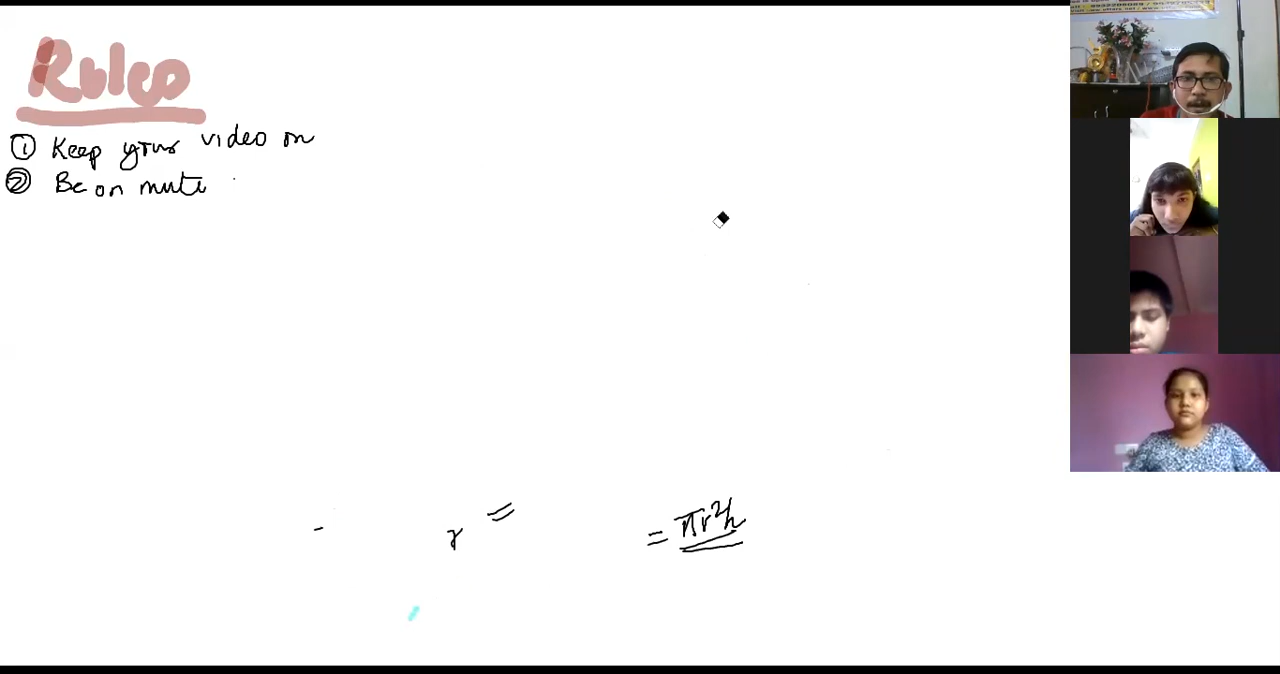 Rules
① Keep your video on
② Be on mute
r =
= πr²h